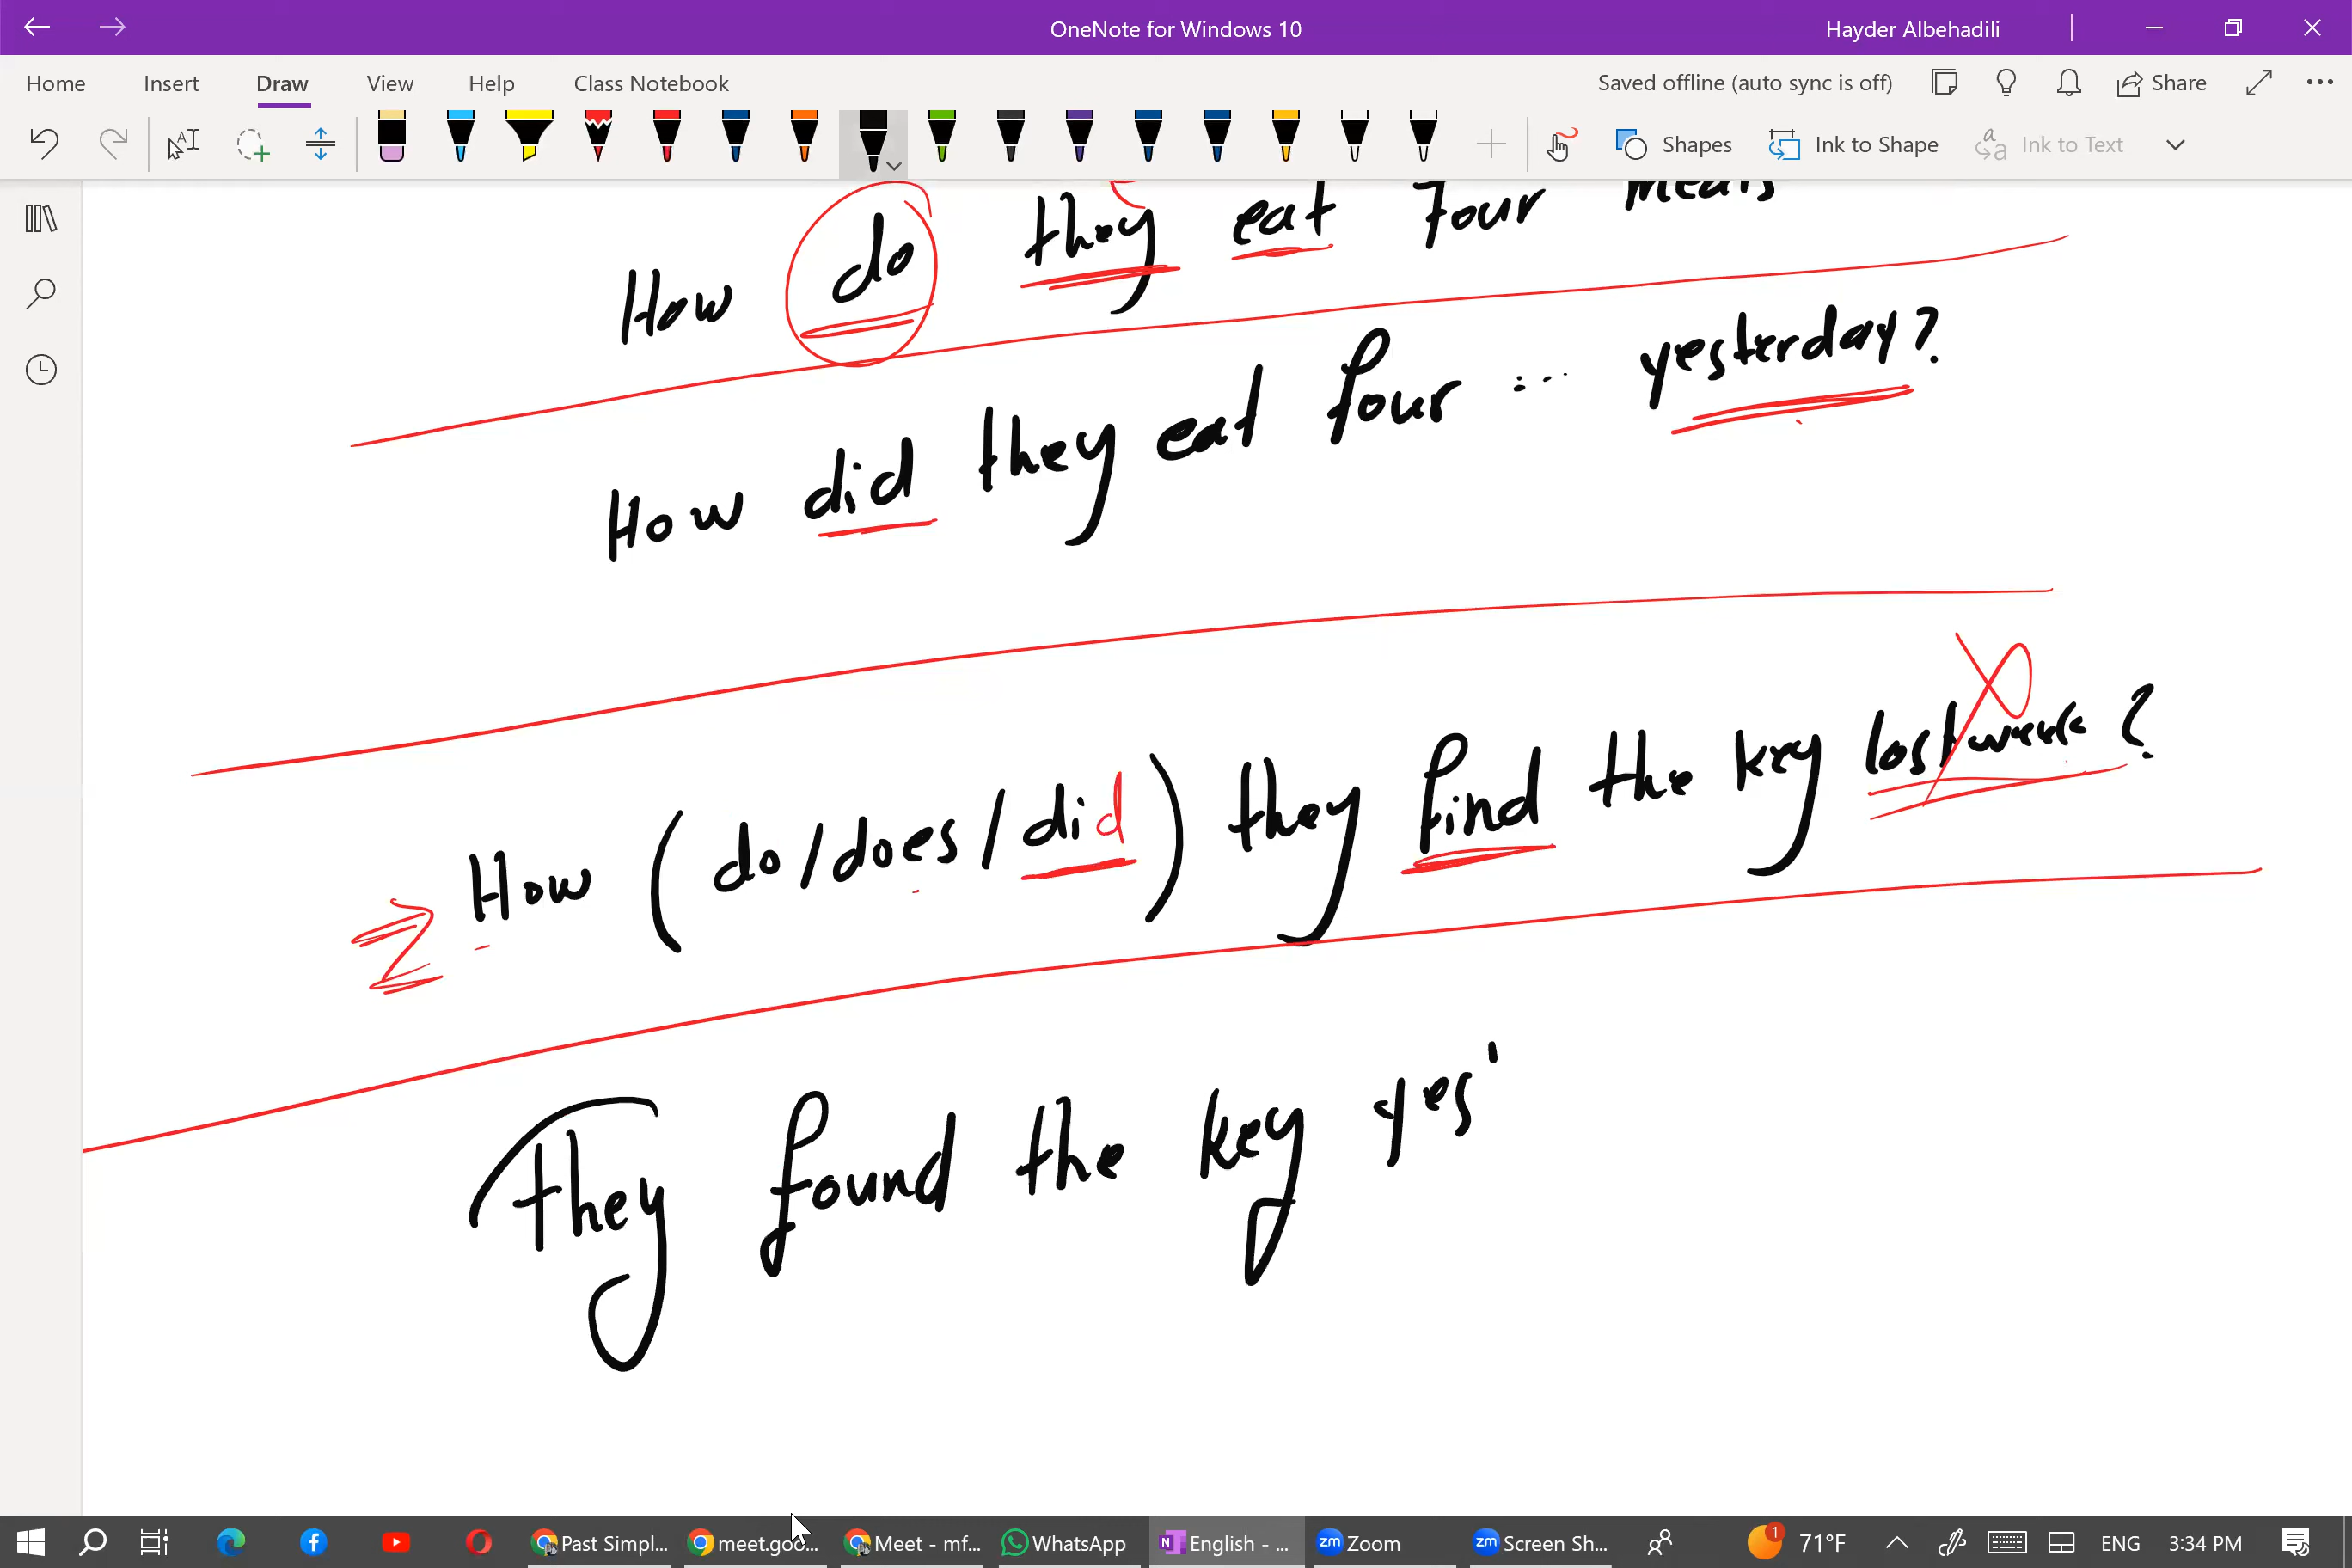 OneNote for Windows 10
Hayder Albehadili
Home Insert Draw View Help Class Notebook
Saved offline (auto sync is off) Share
Shapes Ink to Shape Ink to Text
How do they eat Four meals
How did they eat four ... yesterday?
2 How (do/does/did) they find the key last week?
They found the key yes'
Past Simpl... meet.goo... Meet - mf... WhatsApp English - ... Zoom Screen Sh... 1 71°F ENG 3:34 PM